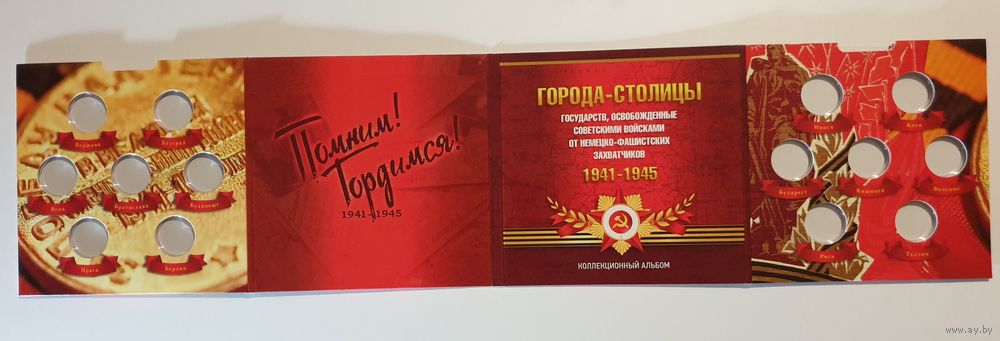 Варшава
Белград
Вена
Братислава
Будапешт
Прага
Берлин
Помним!
Гордимся!
1941-1945
ГОРОДА-СТОЛИЦЫ
ГОСУДАРСТВ, ОСВОБОЖДЕННЫЕ
СОВЕТСКИМИ ВОЙСКАМИ
ОТ НЕМЕЦКО-ФАШИСТСКИХ
ЗАХВАТЧИКОВ
1941-1945
КОЛЛЕКЦИОННЫЙ АЛЬБОМ
Минск
Киев
Бухарест
Кишинев
Вильнюс
Рига
Таллин
www.ay.by